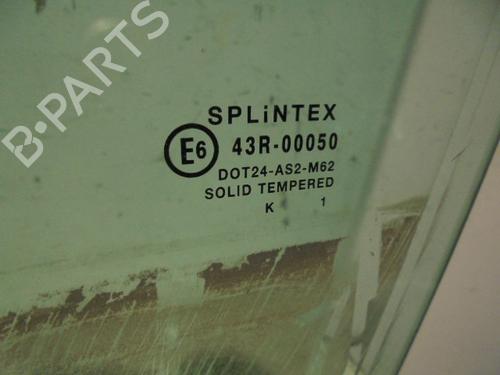 B-PARTS
SPLiNTEX
E6 43R-00050
DOT24-AS2-M62
SOLID TEMPERED
K 1